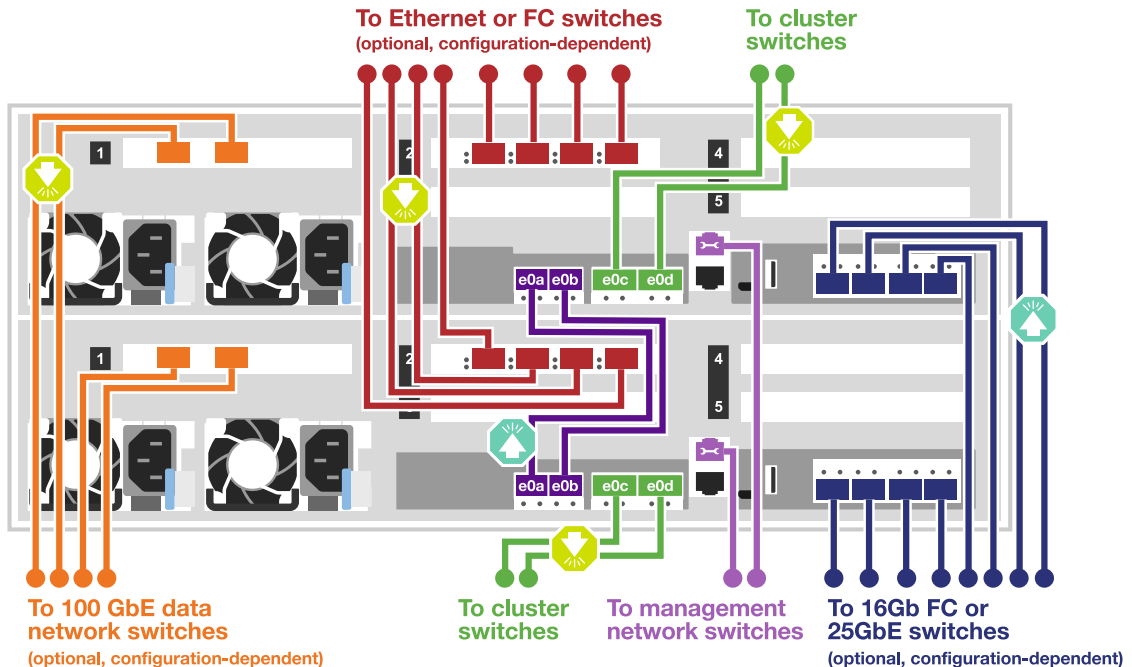 To Ethernet or FC switches
(optional, configuration-dependent)
To cluster
switches
1
2
4
5
e0a e0b e0c e0d
1
2
4
5
e0a e0b e0c e0d
To 100 GbE data
network switches
(optional, configuration-dependent)
To cluster
switches
To management
network switches
To 16Gb FC or
25GbE switches
(optional, configuration-dependent)